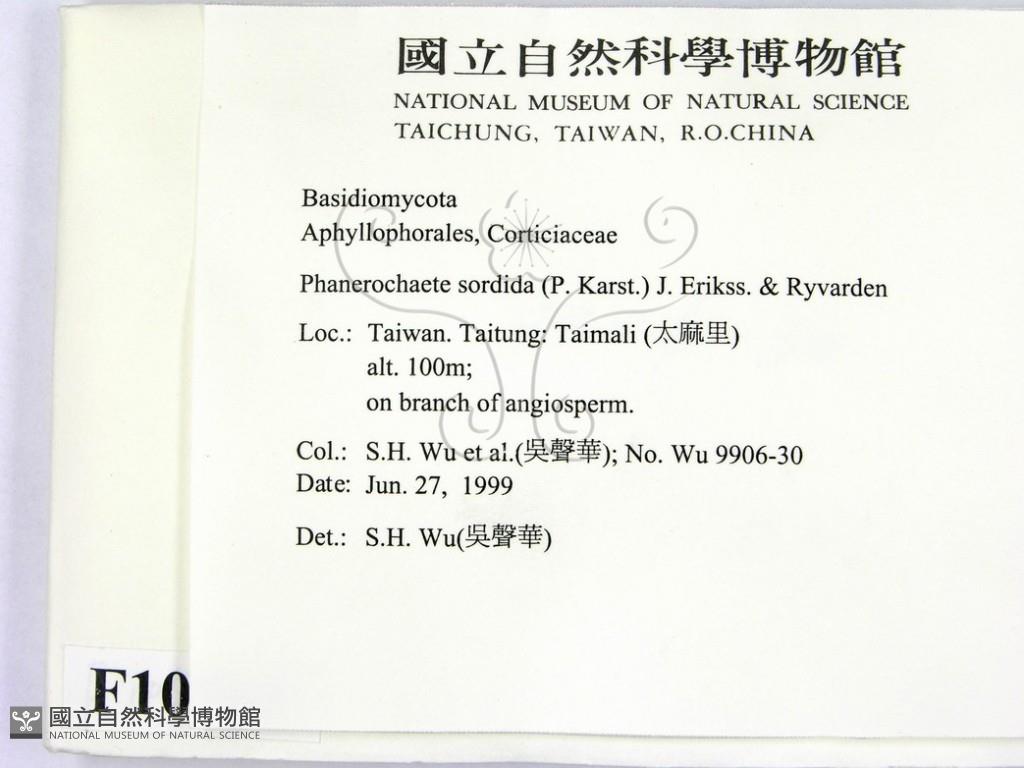 國立自然科學博物館
NATIONAL MUSEUM OF NATURAL SCIENCE
TAICHUNG, TAIWAN, R.O.CHINA
Basidiomycota
Aphyllophorales, Corticiaceae
Phanerochaete sordida (P. Karst.) J. Erikss. & Ryvarden
Loc.: Taiwan. Taitung: Taimali (太麻里)
alt. 100m;
on branch of angiosperm.
Col.: S.H. Wu et al.(吳聲華); No. Wu 9906-30
Date: Jun. 27, 1999
Det.: S.H. Wu(吳聲華)
F10
國立自然科學博物館
NATIONAL MUSEUM OF NATURAL SCIENCE